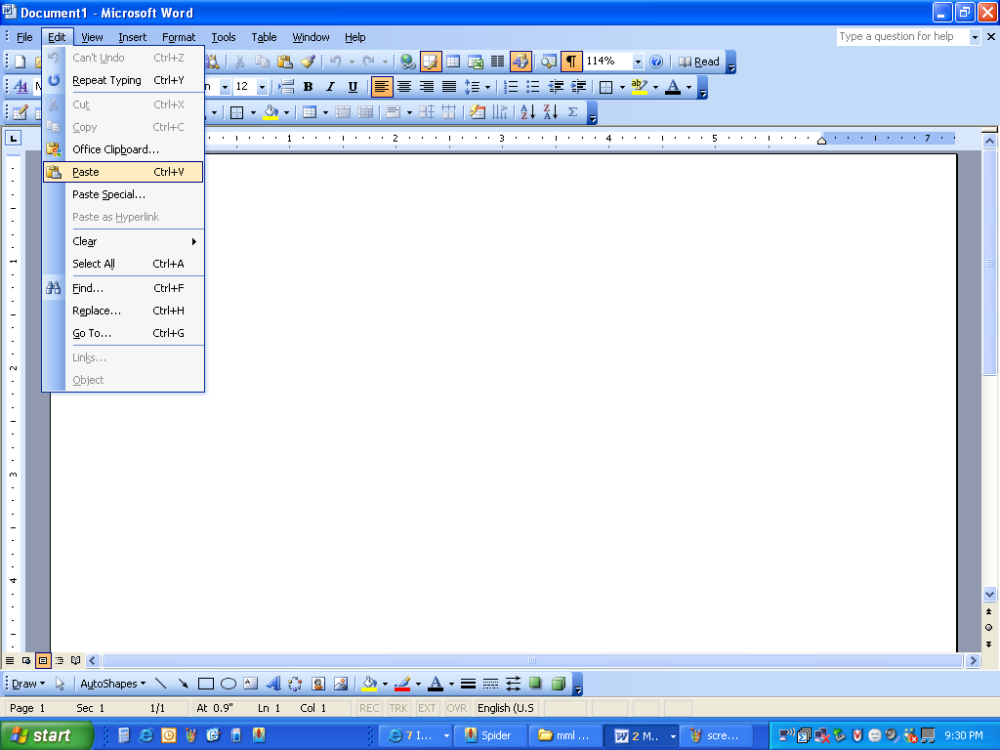 Document1 - Microsoft Word
File Edit View Insert Format Tools Table Window Help Type a question for help
114% Read
12 B I U
Can't Undo Ctrl+Z
Repeat Typing Ctrl+Y
Cut Ctrl+X
Copy Ctrl+C
Office Clipboard...
Paste Ctrl+V
Paste Special...
Paste as Hyperlink
Clear
Select All Ctrl+A
Find... Ctrl+F
Replace... Ctrl+H
Go To... Ctrl+G
Links...
Object
1 2 3 4 5 7
1
2
3
4
Draw AutoShapes
Page 1 Sec 1 1/1 At 0.9" Ln 1 Col 1 REC TRK EXT OVR English (U.S
start 7 I... Spider mml ... 2 M... scre... 9:30 PM